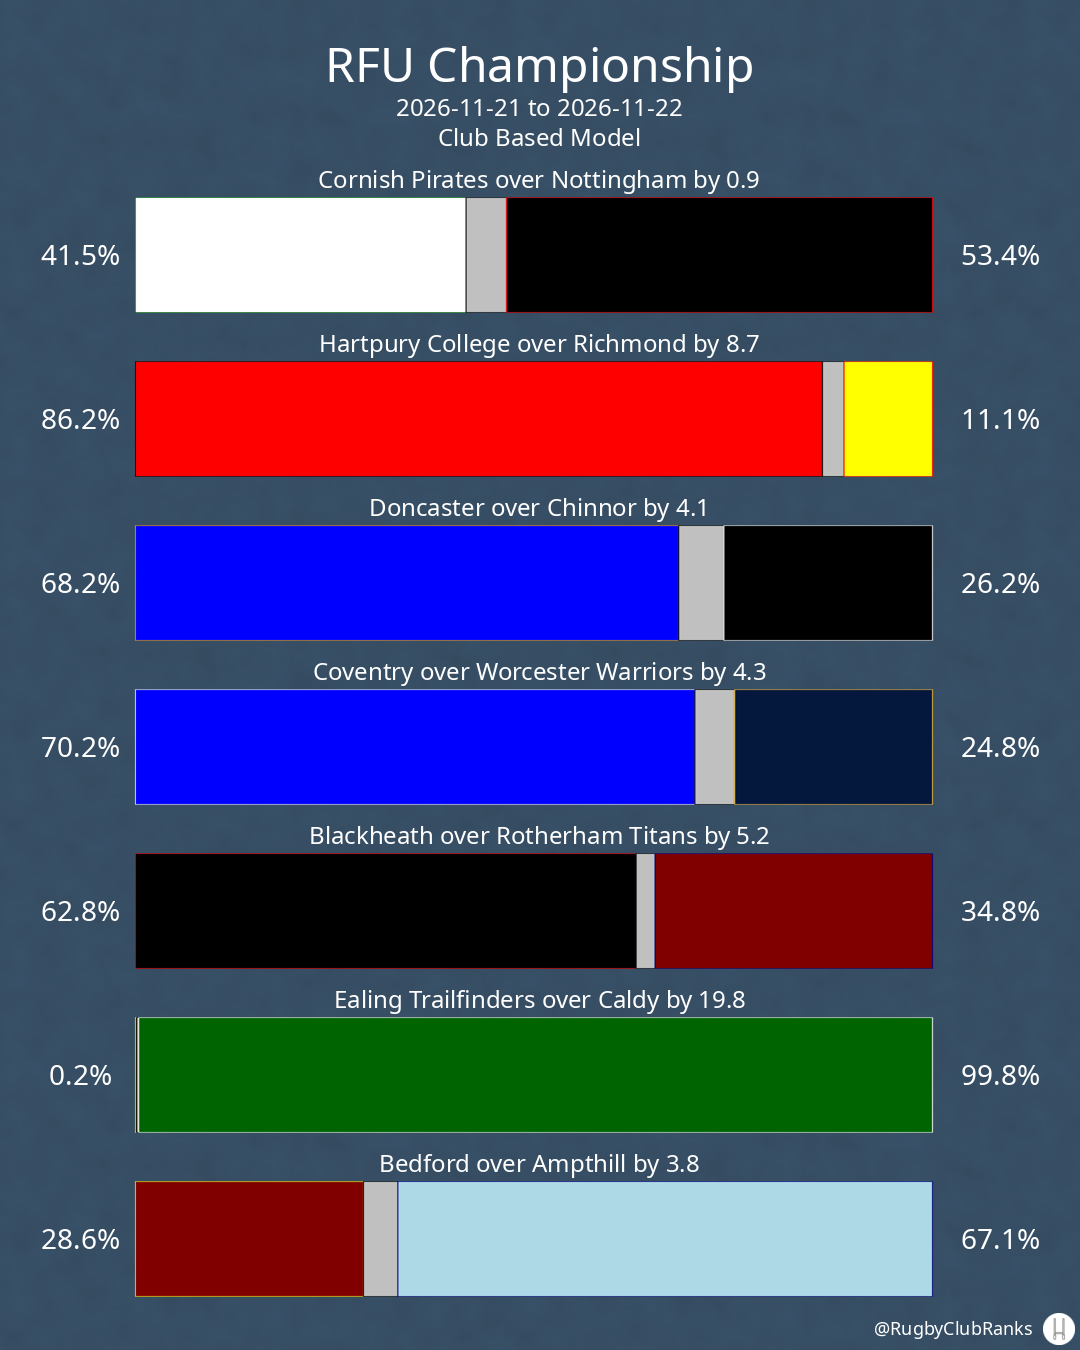 RFU Championship
2026-11-21 to 2026-11-22
Club Based Model
Cornish Pirates over Nottingham by 0.9
41.5% 53.4%
Hartpury College over Richmond by 8.7
86.2% 11.1%
Doncaster over Chinnor by 4.1
68.2% 26.2%
Coventry over Worcester Warriors by 4.3
70.2% 24.8%
Blackheath over Rotherham Titans by 5.2
62.8% 34.8%
Ealing Trailfinders over Caldy by 19.8
0.2% 99.8%
Bedford over Ampthill by 3.8
28.6% 67.1%
@RugbyClubRanks